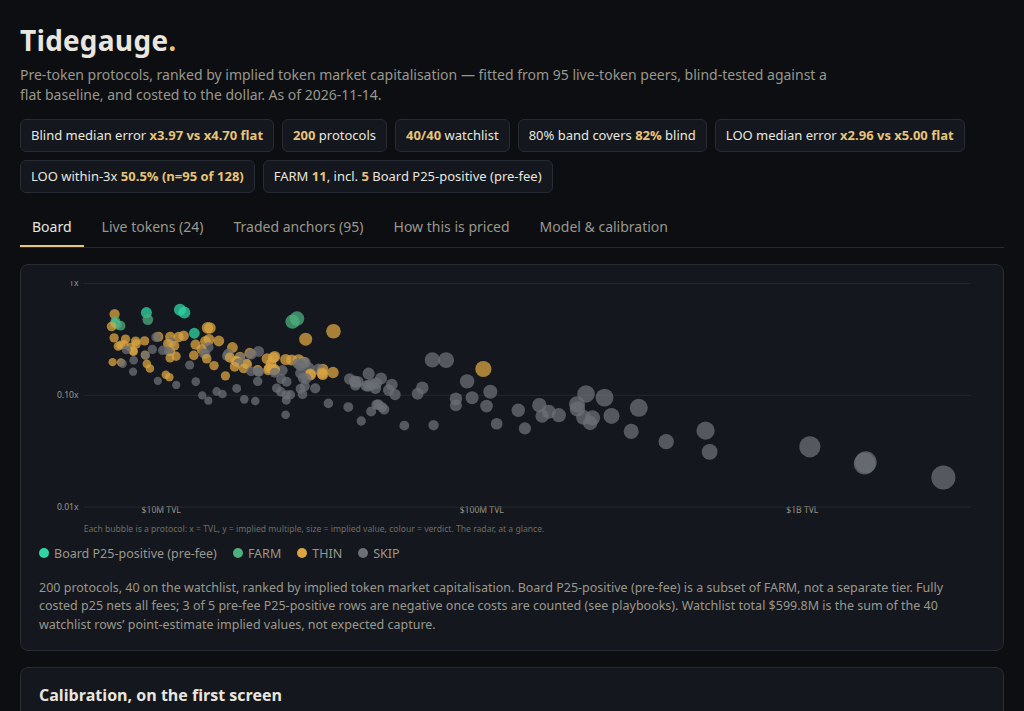 Tidegauge.
Pre-token protocols, ranked by implied token market capitalisation — fitted from 95 live-token peers, blind-tested against a
flat baseline, and costed to the dollar. As of 2026-11-14.
Blind median error x3.97 vs x4.70 flat
200 protocols
40/40 watchlist
80% band covers 82% blind
LOO median error x2.96 vs x5.00 flat
LOO within-3x 50.5% (n=95 of 128)
FARM 11, incl. 5 Board P25-positive (pre-fee)
Board
Live tokens (24)
Traded anchors (95)
How this is priced
Model & calibration
1x
0.10x
0.01x
$10M TVL
$100M TVL
$1B TVL
Each bubble is a protocol: x = TVL, y = implied multiple, size = implied value, colour = verdict. The radar, at a glance.
Board P25-positive (pre-fee)
FARM
THIN
SKIP
200 protocols, 40 on the watchlist, ranked by implied token market capitalisation. Board P25-positive (pre-fee) is a subset of FARM, not a separate tier. Fully
costed p25 nets all fees; 3 of 5 pre-fee P25-positive rows are negative once costs are counted (see playbooks). Watchlist total $599.8M is the sum of the 40
watchlist rows’ point-estimate implied values, not expected capture.
Calibration, on the first screen